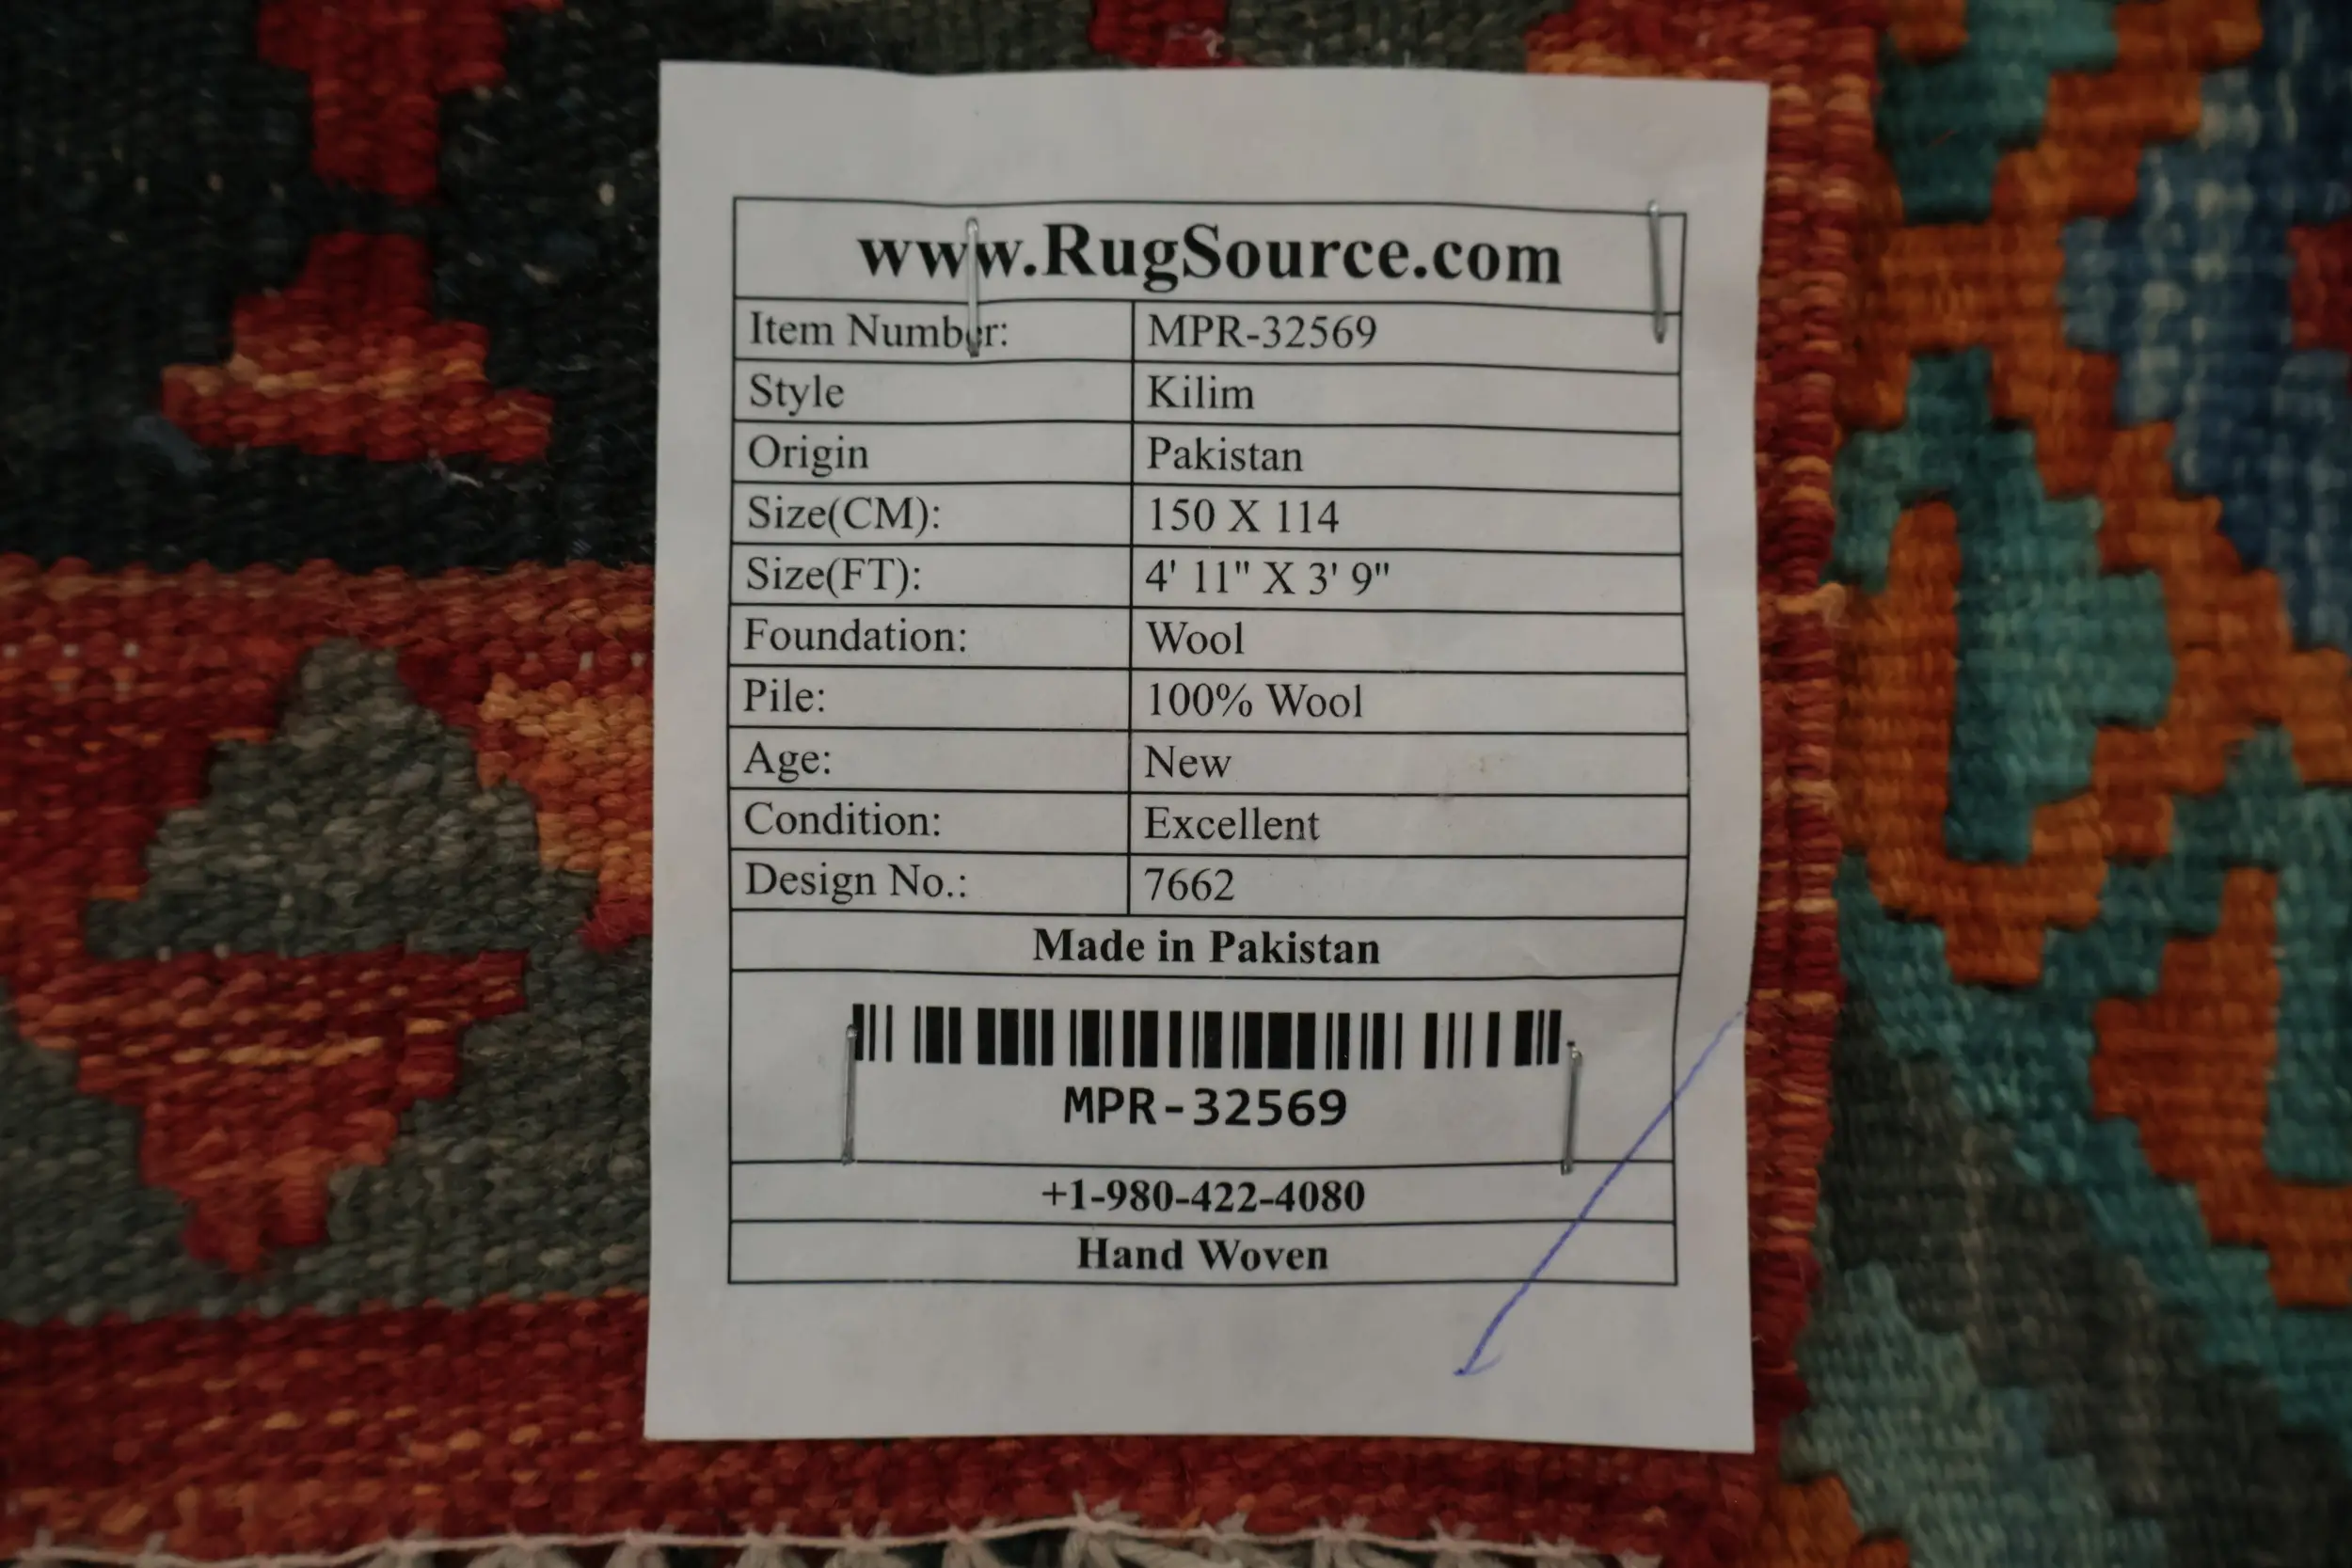 www.RugSource.com
Item Number: MPR-32569
Style Kilim
Origin Pakistan
Size(CM): 150 X 114
Size(FT): 4' 11" X 3' 9"
Foundation: Wool
Pile: 100% Wool
Age: New
Condition: Excellent
Design No.: 7662
Made in Pakistan
MPR-32569
+1-980-422-4080
Hand Woven